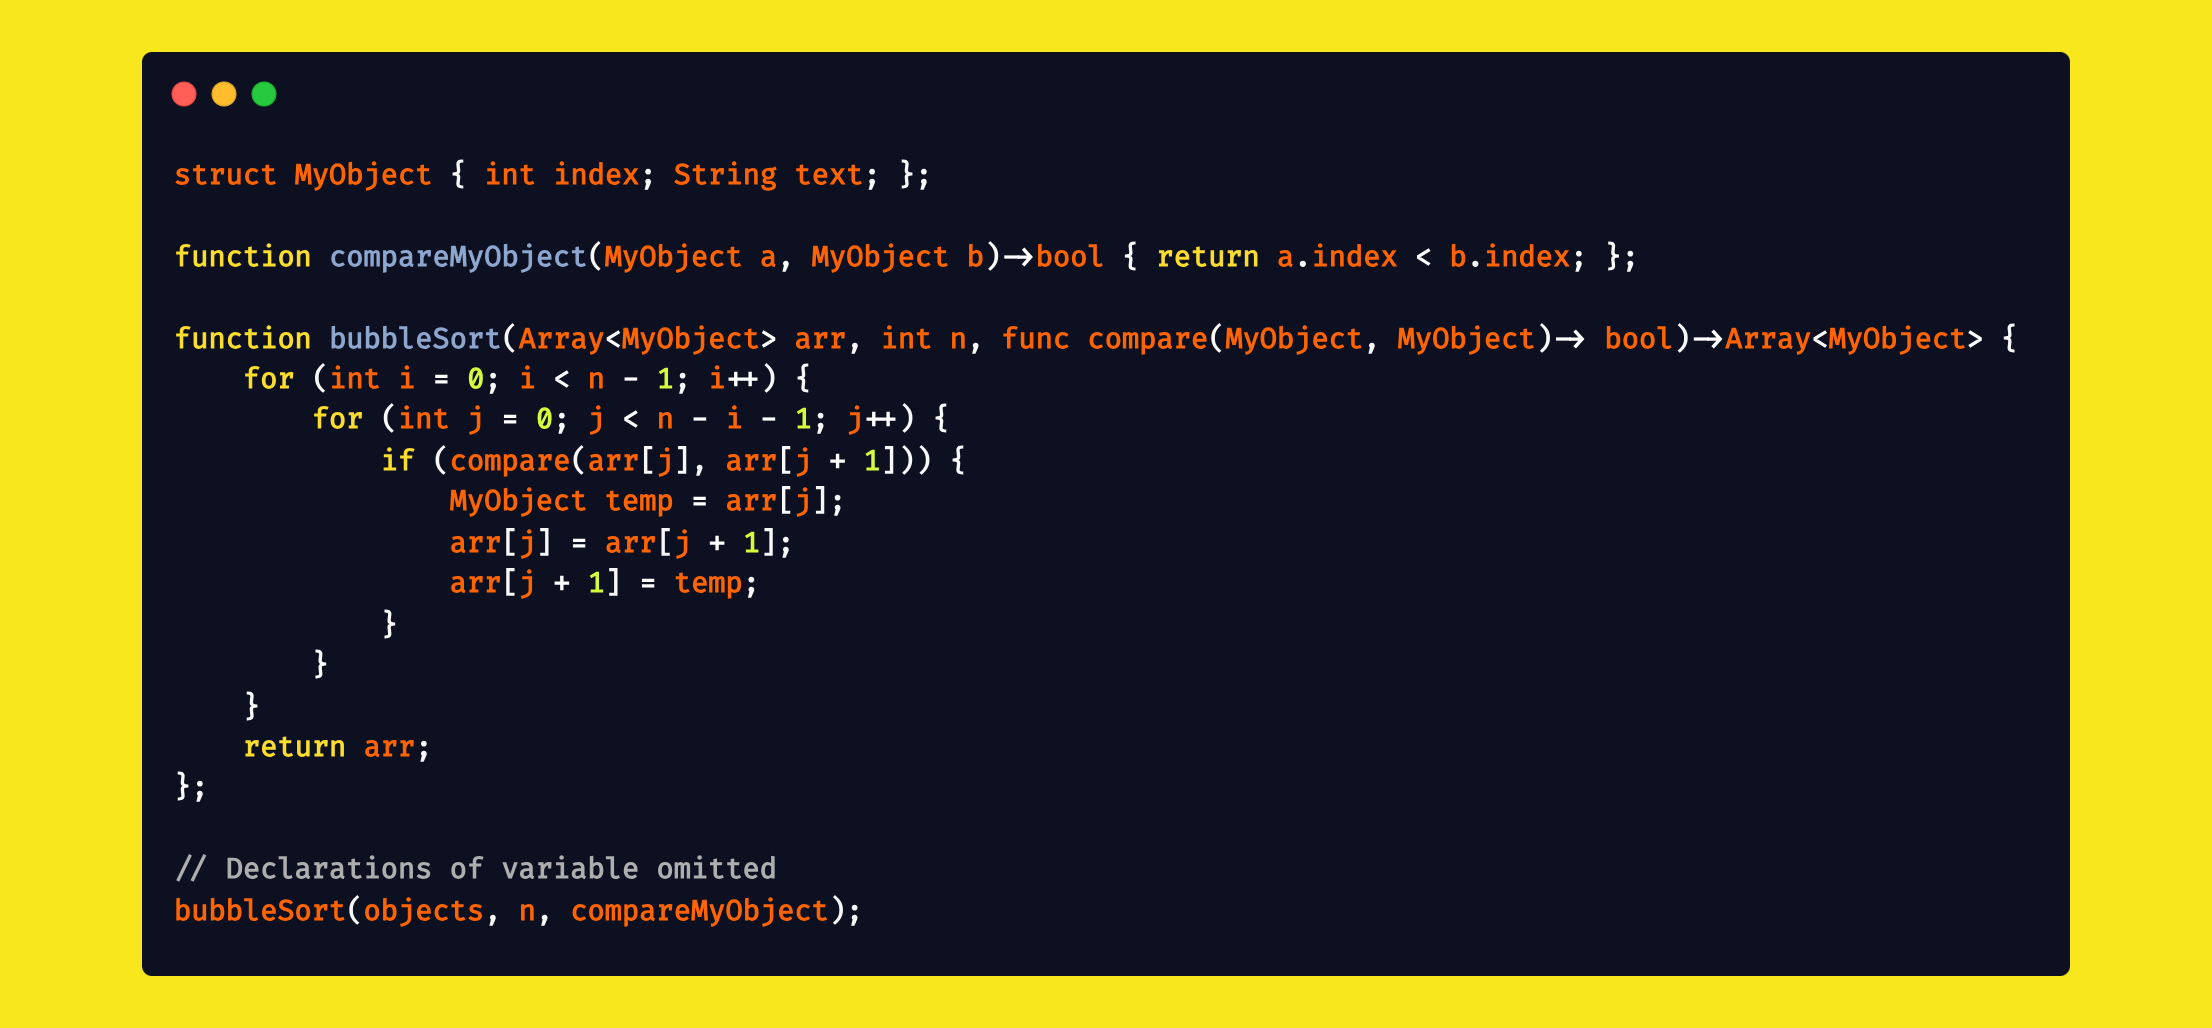 struct MyObject { int index; String text; };
function compareMyObject(MyObject a, MyObject b)->bool { return a.index < b.index; };
function bubbleSort(Array<MyObject> arr, int n, func compare(MyObject, MyObject)-> bool)->Array<MyObject> {
    for (int i = 0; i < n - 1; i++) {
        for (int j = 0; j < n - i - 1; j++) {
            if (compare(arr[j], arr[j + 1])) {
                MyObject temp = arr[j];
                arr[j] = arr[j + 1];
                arr[j + 1] = temp;
            }
        }
    }
    return arr;
};
// Declarations of variable omitted
bubbleSort(objects, n, compareMyObject);